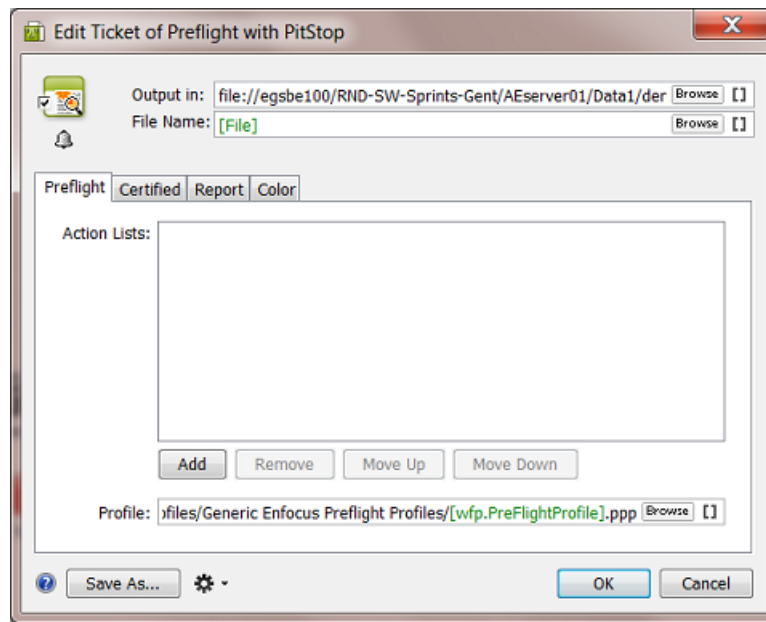 Edit Ticket of Preflight with PitStop
Output in: file://egsbe100/RND-SW-Sprints-Gent/AEserver01/Data1/der Browse []
File Name: [File] Browse []
Preflight Certified Report Color
Action Lists:
Add Remove Move Up Move Down
Profile: ofiles/Generic Enfocus Preflight Profiles/[wfp.PreFlightProfile].ppp Browse []
? Save As... OK Cancel